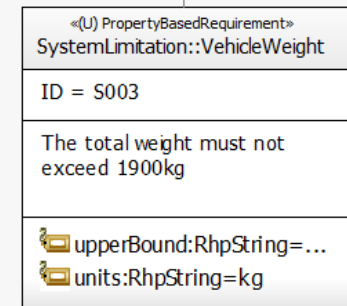 «(U) PropertyBasedRequirement»
SystemLimitation::VehicleWeight
ID = S003
The total weight must not
exceed 1900kg
upperBound:RhpString=...
units:RhpString=kg